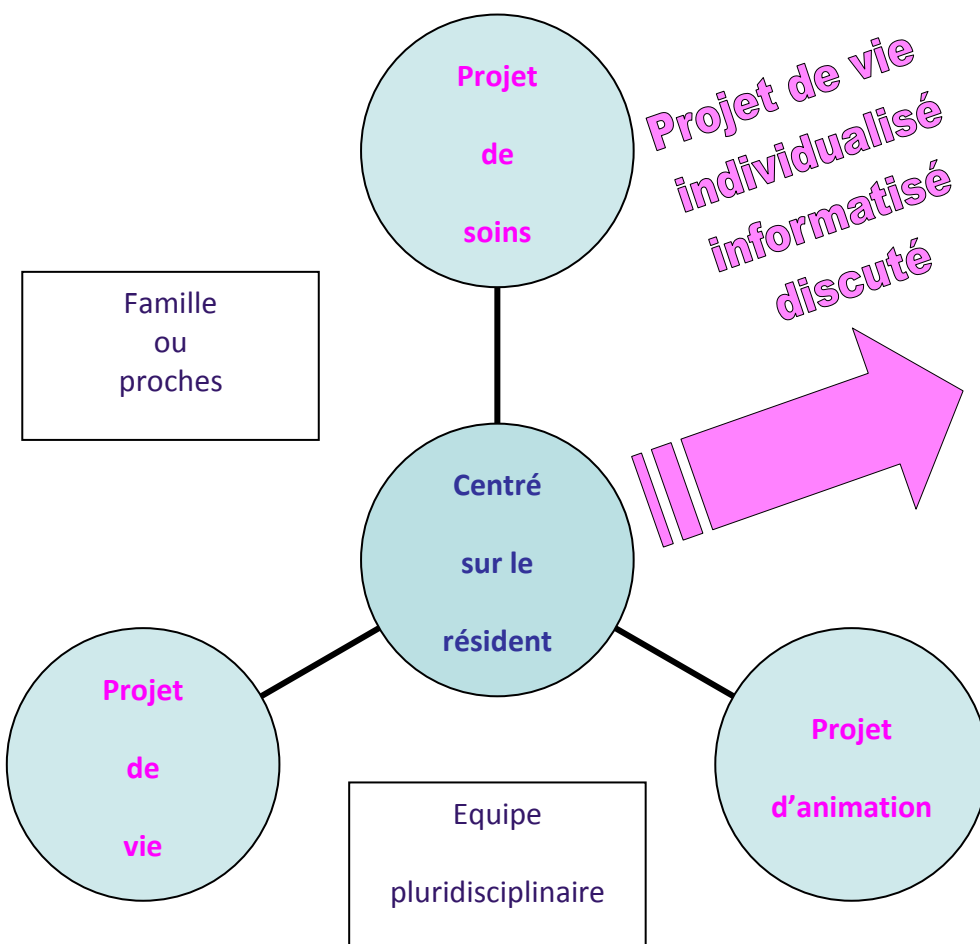 Projet
de
soins
Projet de vie
individualisé
informatisé
discuté
Famille
ou
proches
Centré
sur le
résident
Projet
de
vie
Projet
d’animation
Equipe
pluridisciplinaire